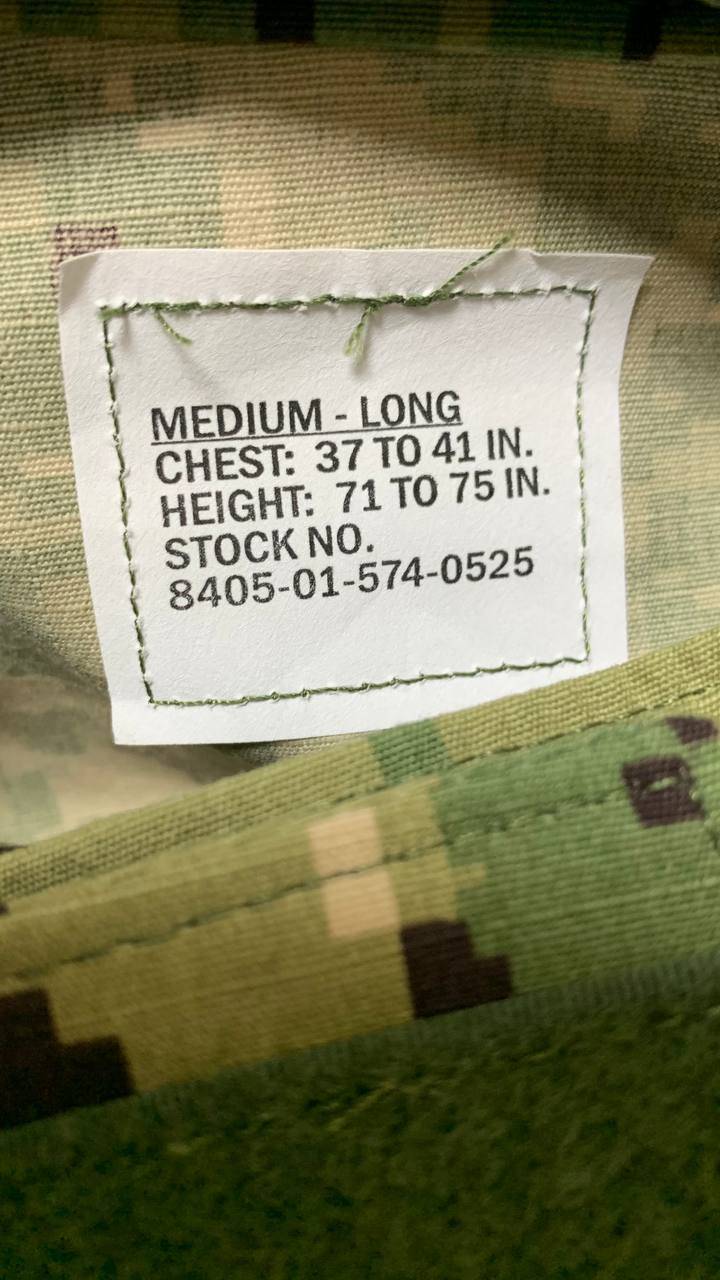 MEDIUM - LONG
CHEST: 37 TO 41 IN.
HEIGHT: 71 TO 75 IN.
STOCK NO.
8405-01-574-0525